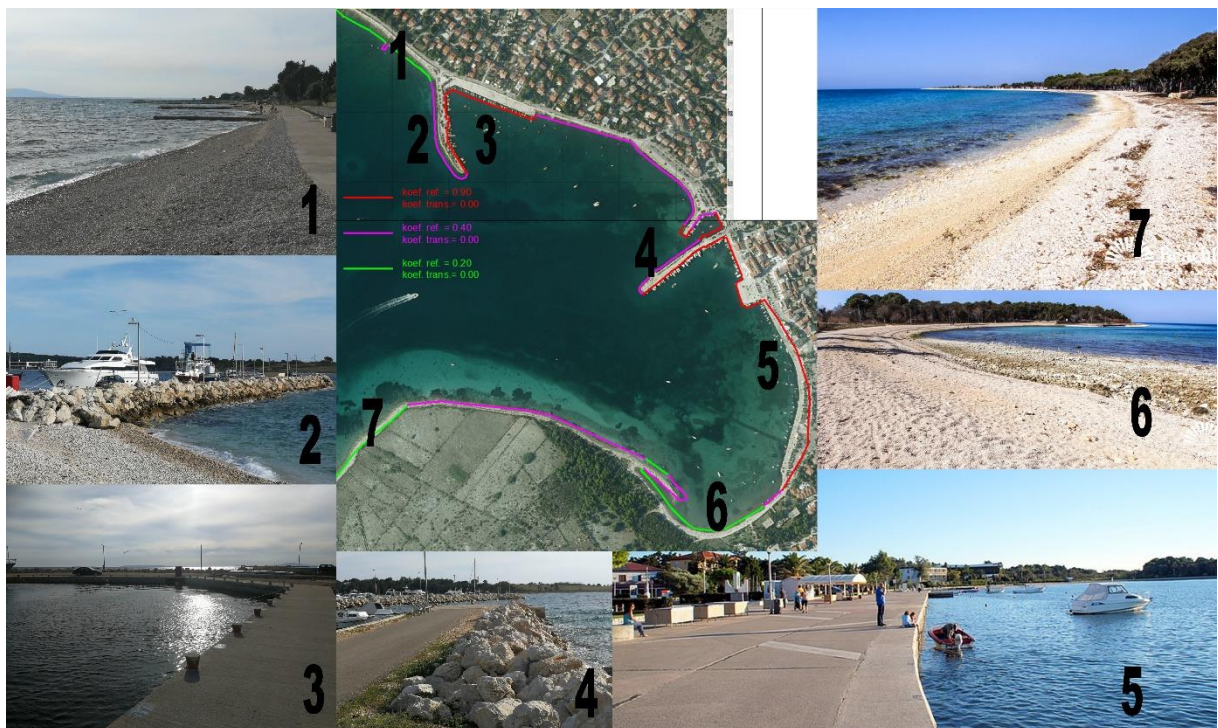 1
1
2
3
koef. ref. = 0.90
koef. trans.= 0.00
koef. ref. = 0.40
koef. trans.= 0.00
koef. ref. = 0.20
koef. trans.= 0.00
4
5
7
6
7
2
6
3
4
5